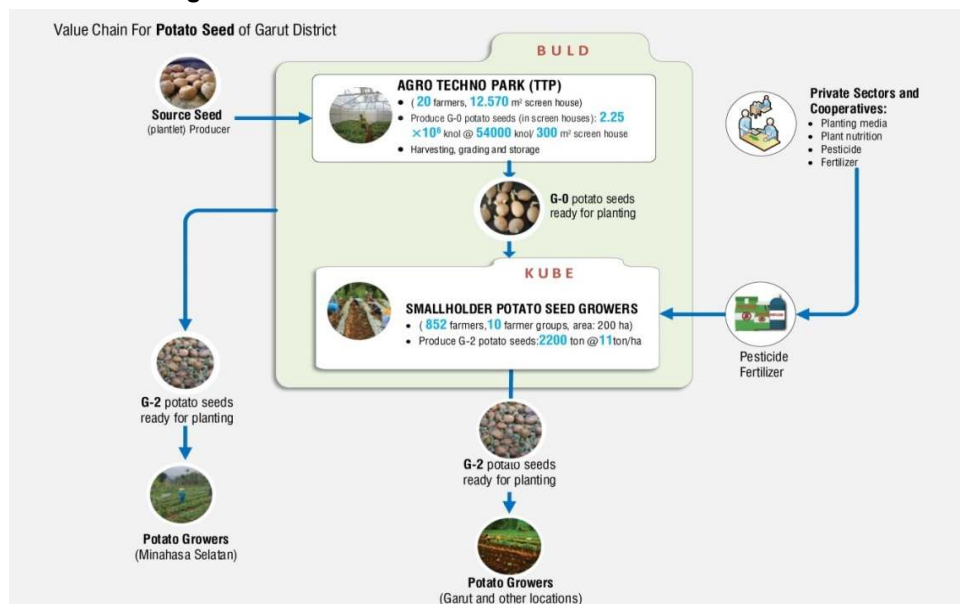 Value Chain For Potato Seed of Garut District
BULD
AGRO TECHNO PARK (TTP)
• ( 20 farmers, 12.570 m² screen house)
• Produce G-0 potato seeds (in screen houses): 2.25
×10⁶ knol @ 54000 knol/ 300 m² screen house
• Harvesting, grading and storage
Source Seed
(plantlet) Producer
Private Sectors and
Cooperatives:
• Planting media
• Plant nutrition
• Pesticide
• Fertilizer
G-0 potato seeds
ready for planting
KUBE
SMALLHOLDER POTATO SEED GROWERS
• ( 852 farmers,10 farmer groups, area: 200 ha)
• Produce G-2 potato seeds:2200 ton @11ton/ha
Pesticide
Fertilizer
G-2 potato seeds
ready for planting
G-2 potato seeds
ready for planting
Potato Growers
(Minahasa Selatan)
Potato Growers
(Garut and other locations)